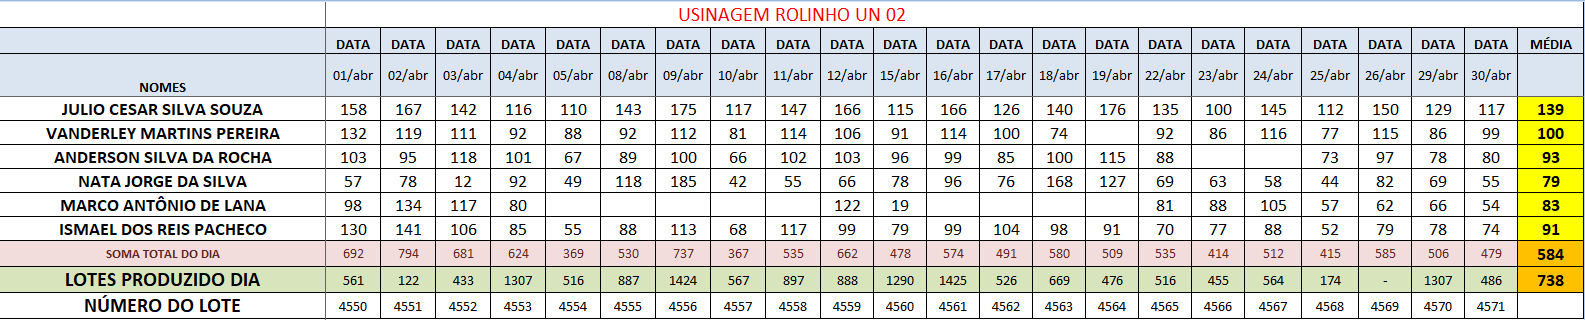 USINAGEM ROLINHO UN 02
DATA DATA DATA DATA DATA DATA DATA DATA DATA DATA DATA DATA DATA DATA DATA DATA DATA DATA DATA DATA DATA DATA MÉDIA
NOMES 01/abr 02/abr 03/abr 04/abr 05/abr 08/abr 09/abr 10/abr 11/abr 12/abr 15/abr 16/abr 17/abr 18/abr 19/abr 22/abr 23/abr 24/abr 25/abr 26/abr 29/abr 30/abr
JULIO CESAR SILVA SOUZA 158 167 142 116 110 143 175 117 147 166 115 166 126 140 176 135 100 145 112 150 129 117 139
VANDERLEY MARTINS PEREIRA 132 119 111 92 88 92 112 81 114 106 91 114 100 74 92 86 116 77 115 86 99 100
ANDERSON SILVA DA ROCHA 103 95 118 101 67 89 100 66 102 103 96 99 85 100 115 88 73 97 78 80 93
NATA JORGE DA SILVA 57 78 12 92 49 118 185 42 55 66 78 96 76 168 127 69 63 58 44 82 69 55 79
MARCO ANTÔNIO DE LANA 98 134 117 80 122 19 81 88 105 57 62 66 54 83
ISMAEL DOS REIS PACHECO 130 141 106 85 55 88 113 68 117 99 79 99 104 98 91 70 77 88 52 79 78 74 91
SOMA TOTAL DO DIA 692 794 681 624 369 530 737 367 535 662 478 574 491 580 509 535 414 512 415 585 506 479 584
LOTES PRODUZIDO DIA 561 122 433 1307 516 887 1424 567 897 888 1290 1425 526 669 476 516 455 564 174 - 1307 486 738
NÚMERO DO LOTE 4550 4551 4552 4553 4554 4555 4556 4557 4558 4559 4560 4561 4562 4563 4564 4565 4566 4567 4568 4569 4570 4571